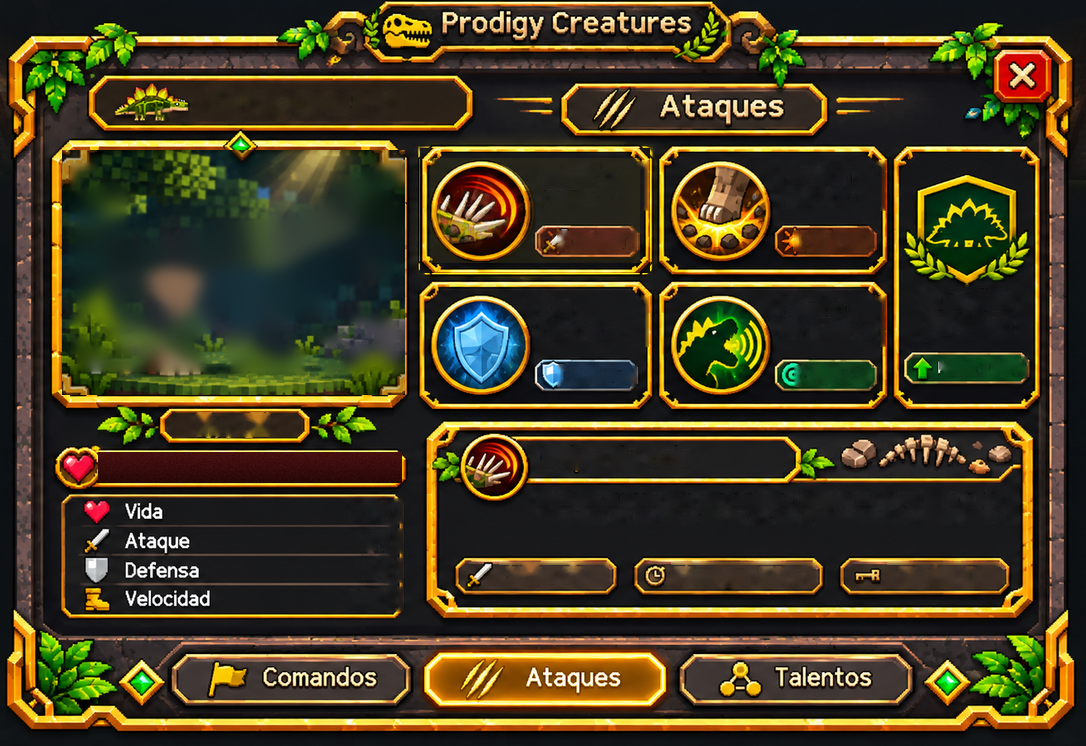 Prodigy Creatures
Ataques
Vida
Ataque
Defensa
Velocidad
Comandos
Ataques
Talentos